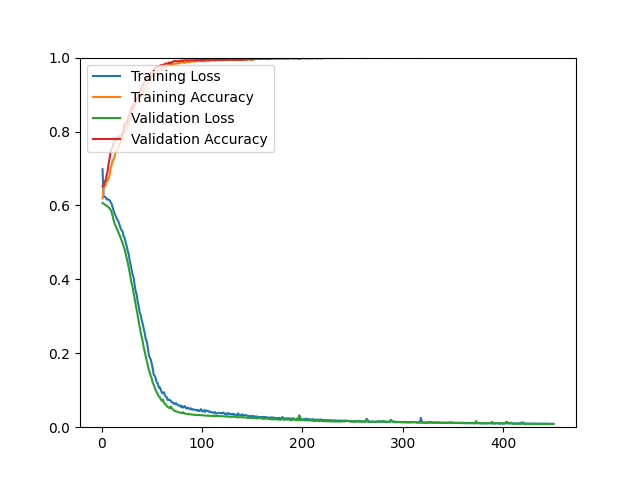 1.0
0.8
0.6
0.4
0.2
0.0
Training Loss
Training Accuracy
Validation Loss
Validation Accuracy
0 100 200 300 400